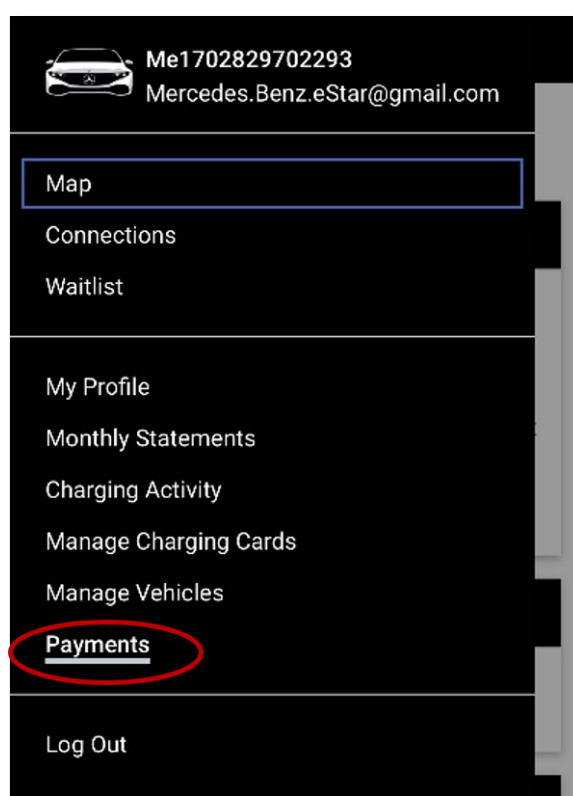 Me1702829702293
Mercedes.Benz.eStar@gmail.com
Map
Connections
Waitlist
My Profile
Monthly Statements
Charging Activity
Manage Charging Cards
Manage Vehicles
Payments
Log Out